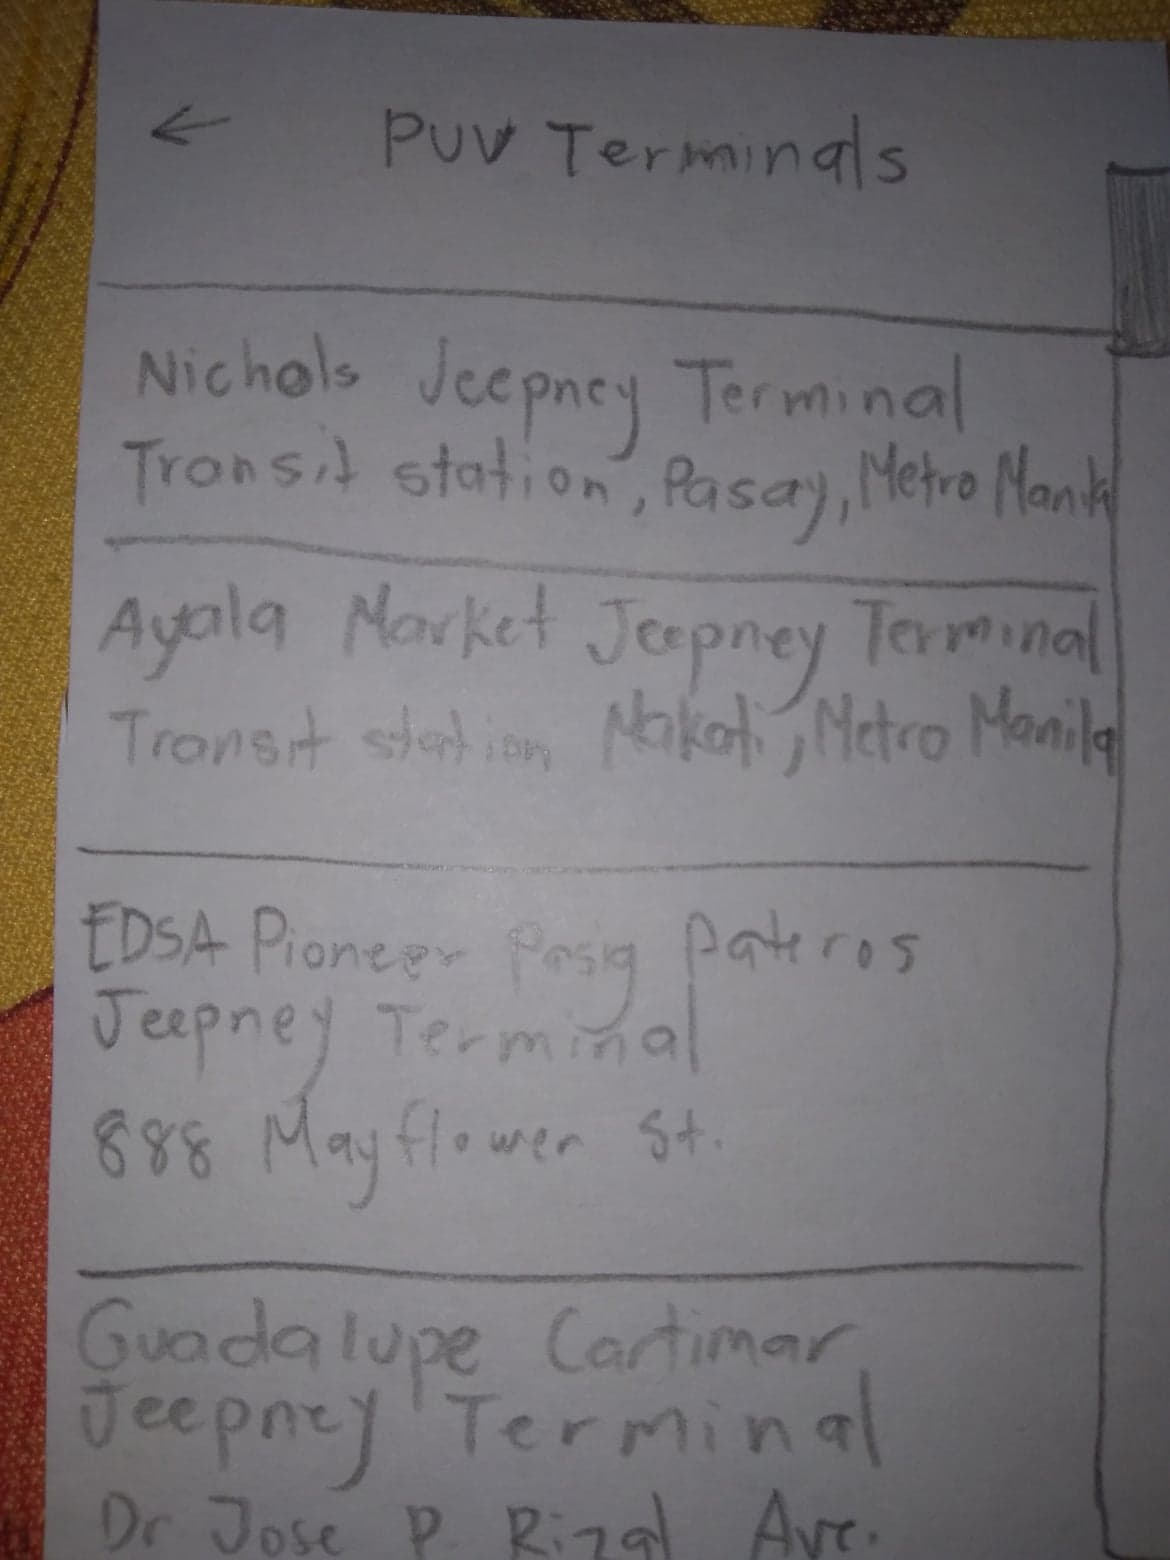 ← PUV Terminals
Nichols Jeepney Terminal
Transit station, Pasay, Metro Manila
Ayala Market Jeepney Terminal
Transit station Makati, Metro Manila
EDSA Pioneer Pasig Pateros
Jeepney Terminal
888 Mayflower St.
Guadalupe Cartimar
Jeepney Terminal
Dr Jose P. Rizal Ave.